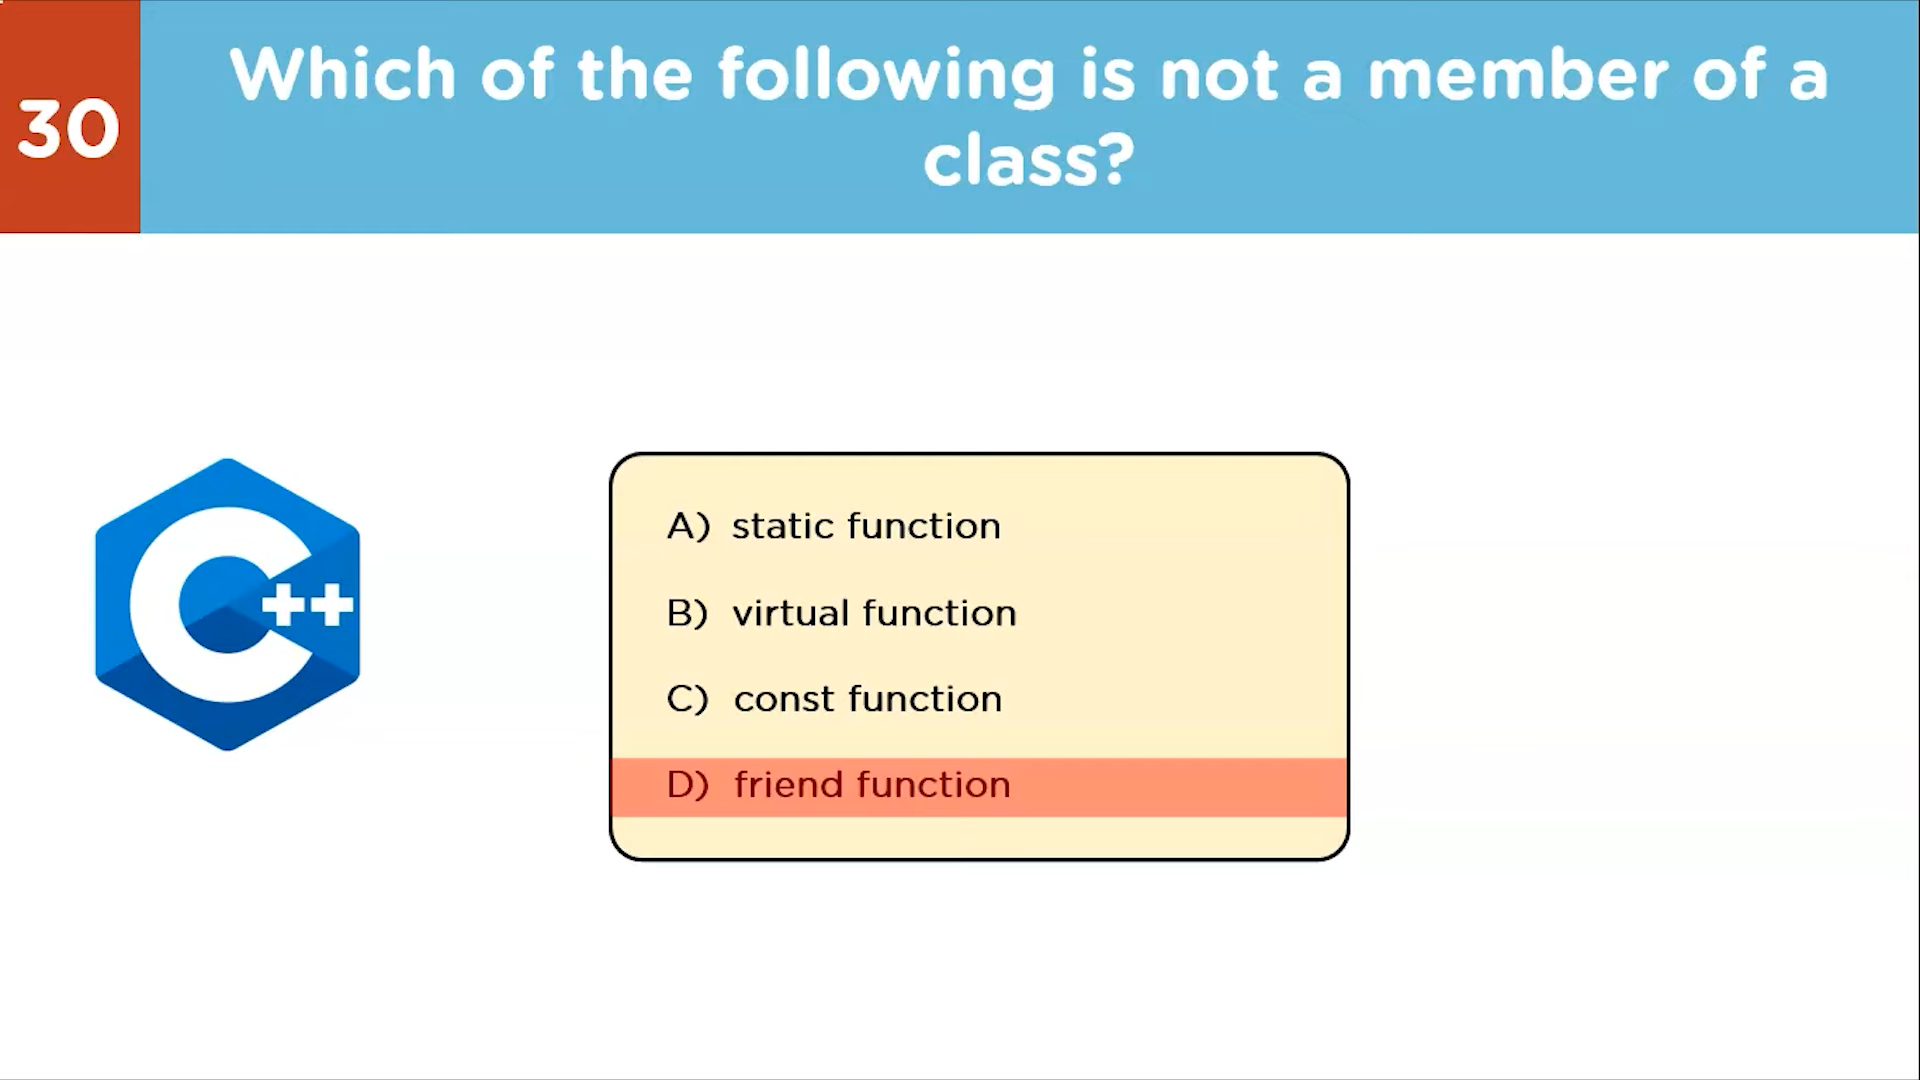 30
Which of the following is not a member of a
class?
C++
A) static function
B) virtual function
C) const function
D) friend function